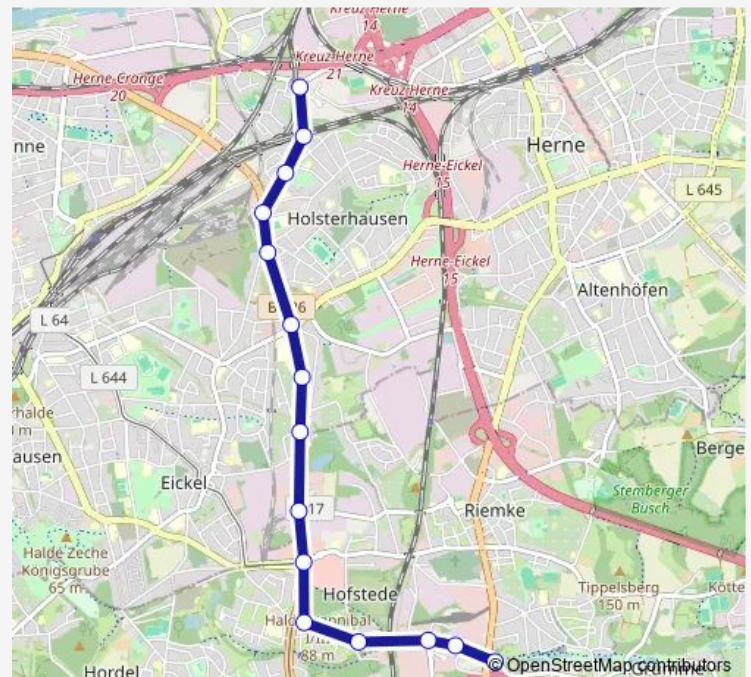 Kreuz Herne
14
Kreuz Herne
21
Herne-Crange
20
Kreuz Herne
14
nne
Herne
Herne-Eickel
15
L 645
Holsterhausen
Herne-Eickel
15
Altenhöfen
L 64
L 644
ausen
Berge
Eickel
Stemberger
Busch
17
Riemke
Halde Zeche
Königsgrube
65 m
Hofstede
Tippelsberg
150 m
Kötte
88 m
Hordel
© OpenStreetMap contributors